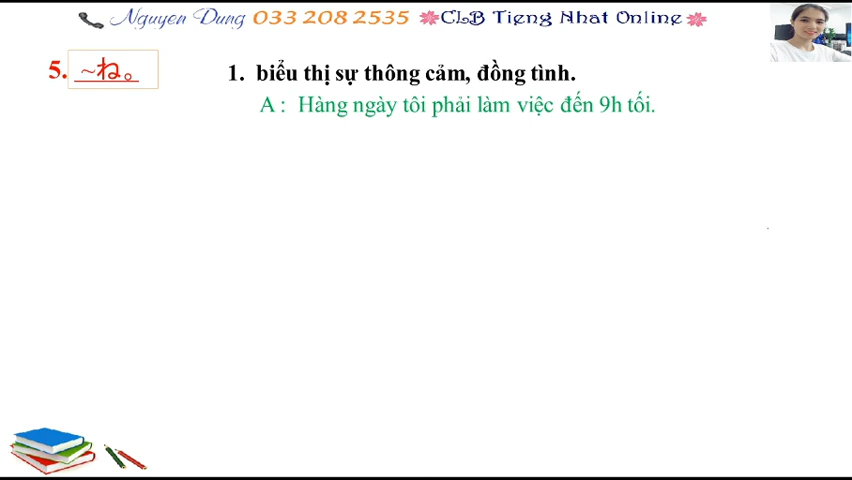 Nguyen Dung 033 208 2535 CLB Tieng Nhat Online
5. ~ね。
1. biểu thị sự thông cảm, đồng tình.
A : Hàng ngày tôi phải làm việc đến 9h tối.